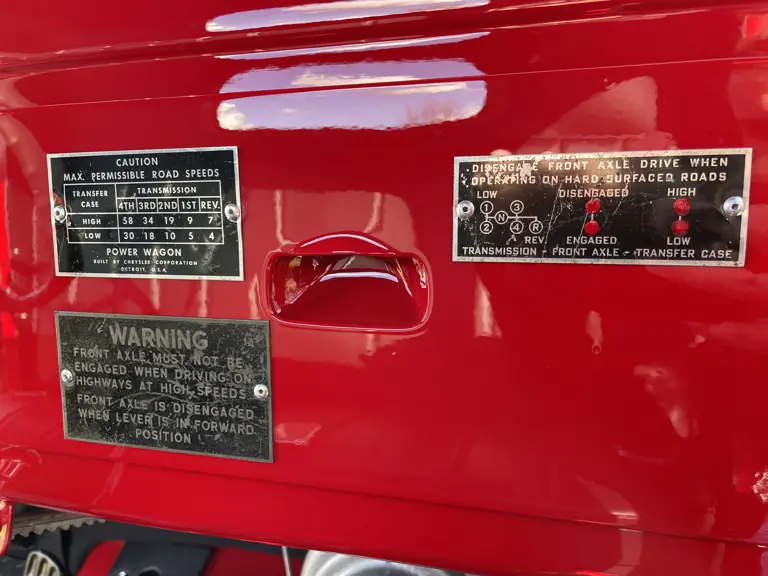 CAUTION
MAX. PERMISSIBLE ROAD SPEEDS
TRANSFER CASE TRANSMISSION
4TH 3RD 2ND 1ST REV.
HIGH 58 34 19 9 7
LOW 30 18 10 5 4
POWER WAGON
BUILT BY CHRYSLER CORPORATION
DETROIT, U.S.A.
WARNING
FRONT AXLE MUST NOT BE
ENGAGED WHEN DRIVING ON
HIGHWAYS AT HIGH SPEEDS
FRONT AXLE IS DISENGAGED
WHEN LEVER IS IN FORWARD
POSITION
DISENGAGE FRONT AXLE DRIVE WHEN
OPERATING ON HARD SURFACED ROADS
LOW DISENGAGED HIGH
1 3
N
2 4 R
REV. ENGAGED LOW
TRANSMISSION - FRONT AXLE - TRANSFER CASE